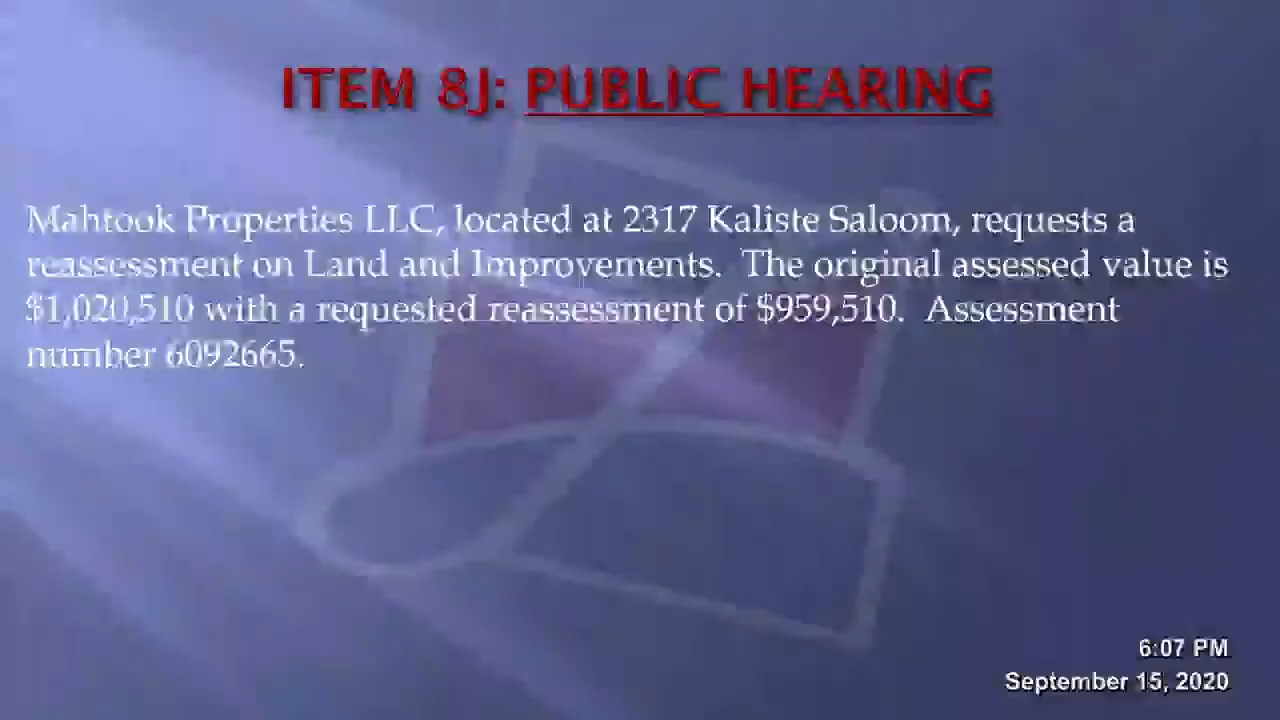 ITEM 8J: PUBLIC HEARING
Mahtook Properties LLC, located at 2317 Kaliste Saloom, requests a
reassessment on Land and Improvements.  The original assessed value is
$1,020,510 with a requested reassessment of $959,510.  Assessment
number 6092665.
6:07 PM
September 15, 2020